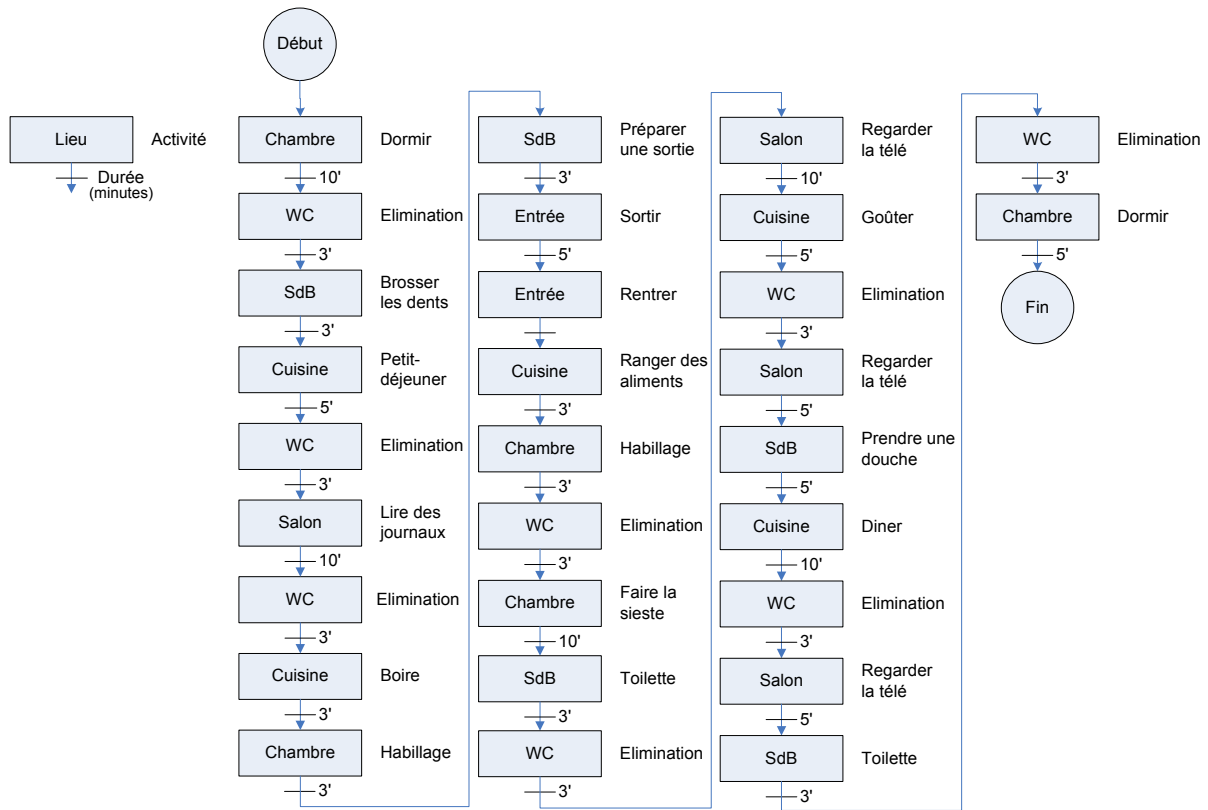 Début
Lieu
Activité
Durée
(minutes)
Chambre
Dormir
10'
WC
Elimination
3'
SdB
Brosser
les dents
3'
Cuisine
Petit-
déjeuner
5'
WC
Elimination
3'
Salon
Lire des
journaux
10'
WC
Elimination
3'
Cuisine
Boire
3'
Chambre
Habillage
3'
SdB
Préparer
une sortie
3'
Entrée
Sortir
5'
Entrée
Rentrer
Cuisine
Ranger des
aliments
3'
Chambre
Habillage
3'
WC
Elimination
3'
Chambre
Faire la
sieste
10'
SdB
Toilette
3'
WC
Elimination
3'
Salon
Regarder
la télé
10'
Cuisine
Goûter
5'
WC
Elimination
3'
Salon
Regarder
la télé
5'
SdB
Prendre une
douche
5'
Cuisine
Diner
10'
WC
Elimination
3'
Salon
Regarder
la télé
5'
SdB
Toilette
3'
WC
Elimination
3'
Chambre
Dormir
5'
Fin